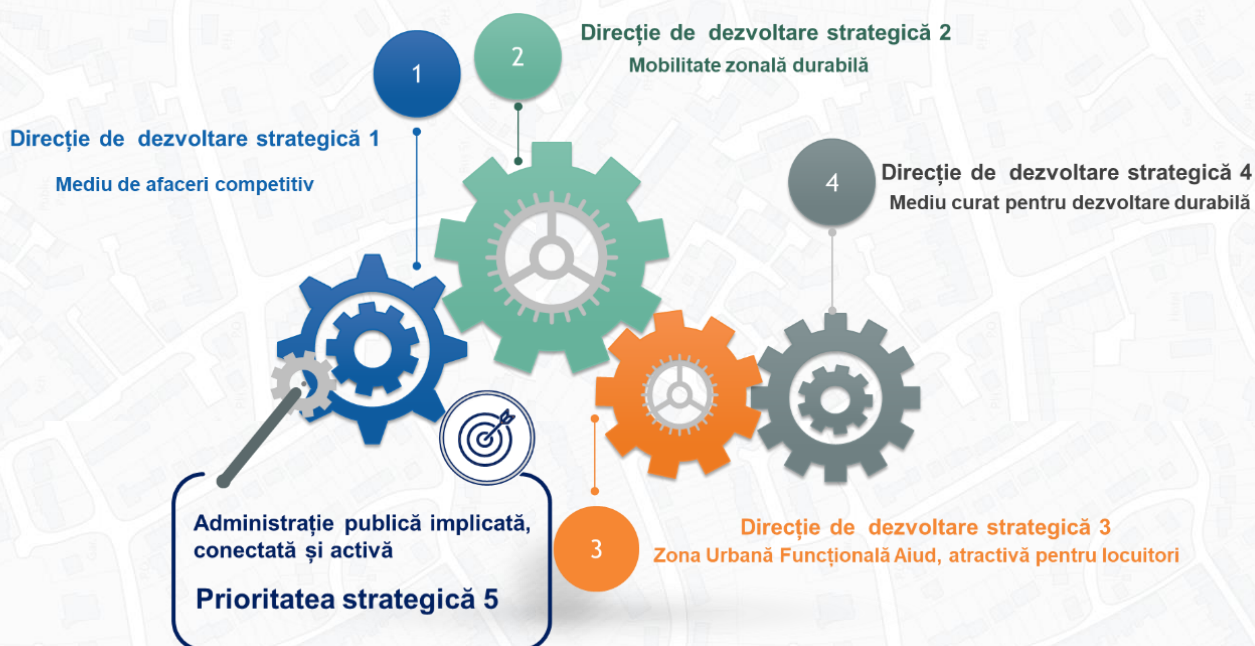 1
Direcție de dezvoltare strategică 1
Mediu de afaceri competitiv
2
Direcție de dezvoltare strategică 2
Mobilitate zonală durabilă
4
Direcție de dezvoltare strategică 4
Mediu curat pentru dezvoltare durabilă
3
Direcție de dezvoltare strategică 3
Zona Urbană Funcțională Aiud, atractivă pentru locuitori
Administrație publică implicată,
conectată și activă
Prioritatea strategică 5